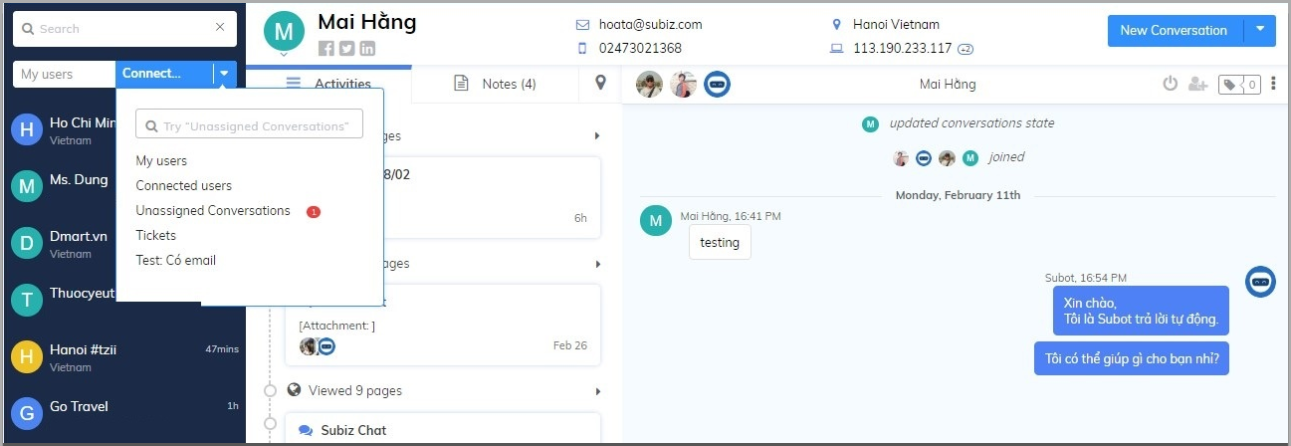 Search
My users
Connect...
Ho Chi Min
Vietnam
Ms. Dung
Dmart.vn
Vietnam
Thuocyeut
Hanoi #tzii
47mins
Vietnam
Go Travel
1h
Try "Unassigned Conversations"
My users
Connected users
Unassigned Conversations 1
Tickets
Test: Có email
M
Mai Hằng
hoata@subiz.com
02473021368
Hanoi Vietnam
113.190.233.117 +2
New Conversation
Activities
Notes (4)
ges
8/02
6h
ages
[Attachment: ]
Feb 26
Viewed 9 pages
Subiz Chat
Mai Hằng
0
M updated conversations state
M joined
Monday, February 11th
M
Mai Hằng, 16:41 PM
testing
Subot, 16:54 PM
Xin chào,
Tôi là Subot trả lời tự động.
Tôi có thể giúp gì cho bạn nhỉ?
H
M
D
T
H
G